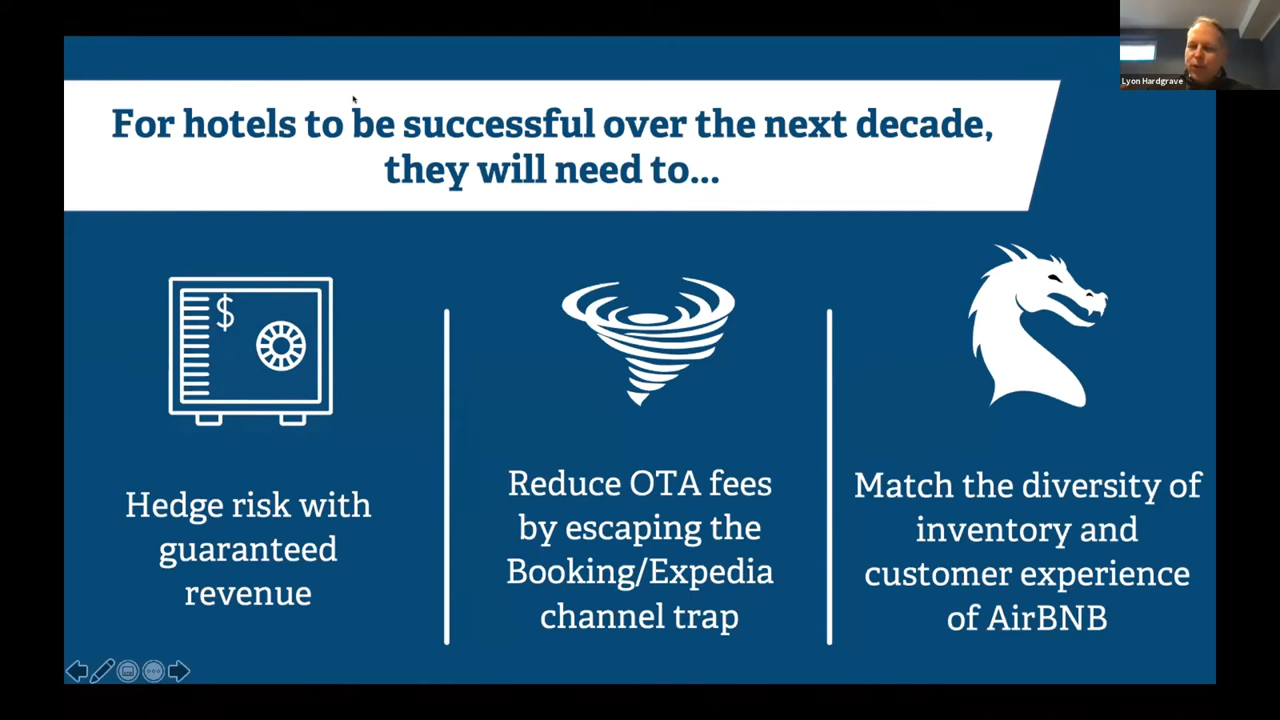 Lyon Hardgrave
For hotels to be successful over the next decade,
they will need to...
$
Hedge risk with
guaranteed
revenue
Reduce OTA fees
by escaping the
Booking/Expedia
channel trap
Match the diversity of
inventory and
customer experience
of AirBNB